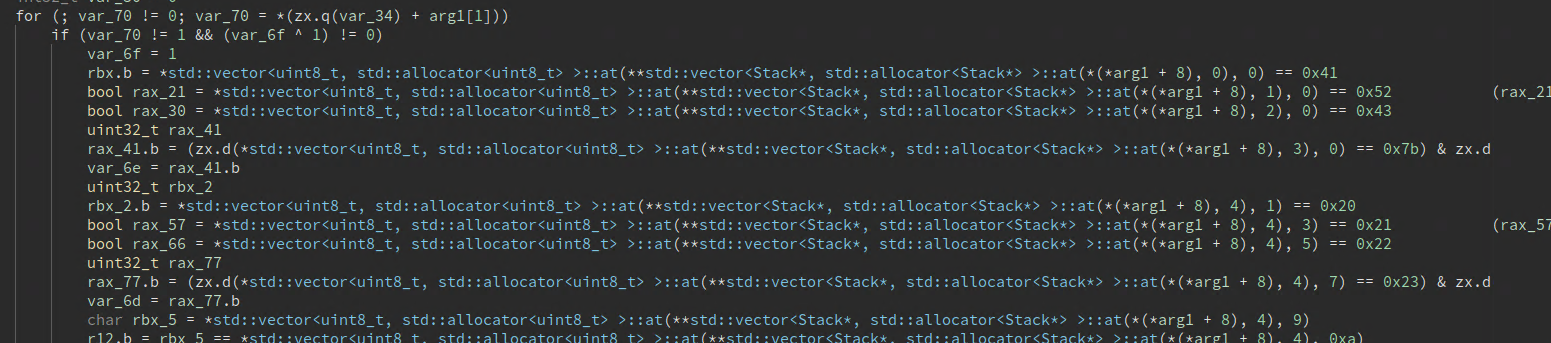 for (; var_70 != 0; var_70 = *(zx.q(var_34) + arg1[1]))
    if (var_70 != 1 && (var_6f ^ 1) != 0)
        var_6f = 1
        rbx.b = *std::vector<uint8_t, std::allocator<uint8_t> >::at(**std::vector<Stack*, std::allocator<Stack*> >::at(*(*arg1 + 8), 0), 0) == 0x41
        bool rax_21 = *std::vector<uint8_t, std::allocator<uint8_t> >::at(**std::vector<Stack*, std::allocator<Stack*> >::at(*(*arg1 + 8), 1), 0) == 0x52 (rax_21
        bool rax_30 = *std::vector<uint8_t, std::allocator<uint8_t> >::at(**std::vector<Stack*, std::allocator<Stack*> >::at(*(*arg1 + 8), 2), 0) == 0x43
        uint32_t rax_41
        rax_41.b = (zx.d(*std::vector<uint8_t, std::allocator<uint8_t> >::at(**std::vector<Stack*, std::allocator<Stack*> >::at(*(*arg1 + 8), 3), 0) == 0x7b) & zx.d
        var_6e = rax_41.b
        uint32_t rbx_2
        rbx_2.b = *std::vector<uint8_t, std::allocator<uint8_t> >::at(**std::vector<Stack*, std::allocator<Stack*> >::at(*(*arg1 + 8), 4), 1) == 0x20
        bool rax_57 = *std::vector<uint8_t, std::allocator<uint8_t> >::at(**std::vector<Stack*, std::allocator<Stack*> >::at(*(*arg1 + 8), 4), 3) == 0x21 (rax_57
        bool rax_66 = *std::vector<uint8_t, std::allocator<uint8_t> >::at(**std::vector<Stack*, std::allocator<Stack*> >::at(*(*arg1 + 8), 4), 5) == 0x22
        uint32_t rax_77
        rax_77.b = (zx.d(*std::vector<uint8_t, std::allocator<uint8_t> >::at(**std::vector<Stack*, std::allocator<Stack*> >::at(*(*arg1 + 8), 4), 7) == 0x23) & zx.d
        var_6d = rax_77.b
        char rbx_5 = *std::vector<uint8_t, std::allocator<uint8_t> >::at(**std::vector<Stack*, std::allocator<Stack*> >::at(*(*arg1 + 8), 4), 9)
        r12.b = rbx_5 == *std::vector<uint8_t, std::allocator<uint8_t> >::at(**std::vector<Stack*, std::allocator<Stack*> >::at(*(*arg1 + 8), 4), 0xa)